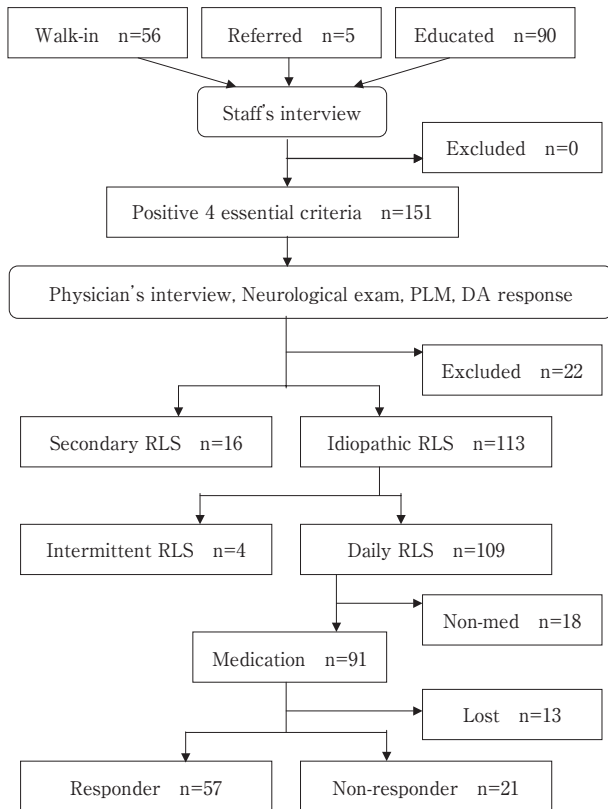 Walk-in n=56
Referred n=5
Educated n=90
Staff's interview
Excluded n=0
Positive 4 essential criteria n=151
Physician's interview, Neurological exam, PLM, DA response
Excluded n=22
Secondary RLS n=16
Idiopathic RLS n=113
Intermittent RLS n=4
Daily RLS n=109
Non-med n=18
Medication n=91
Lost n=13
Responder n=57
Non-responder n=21